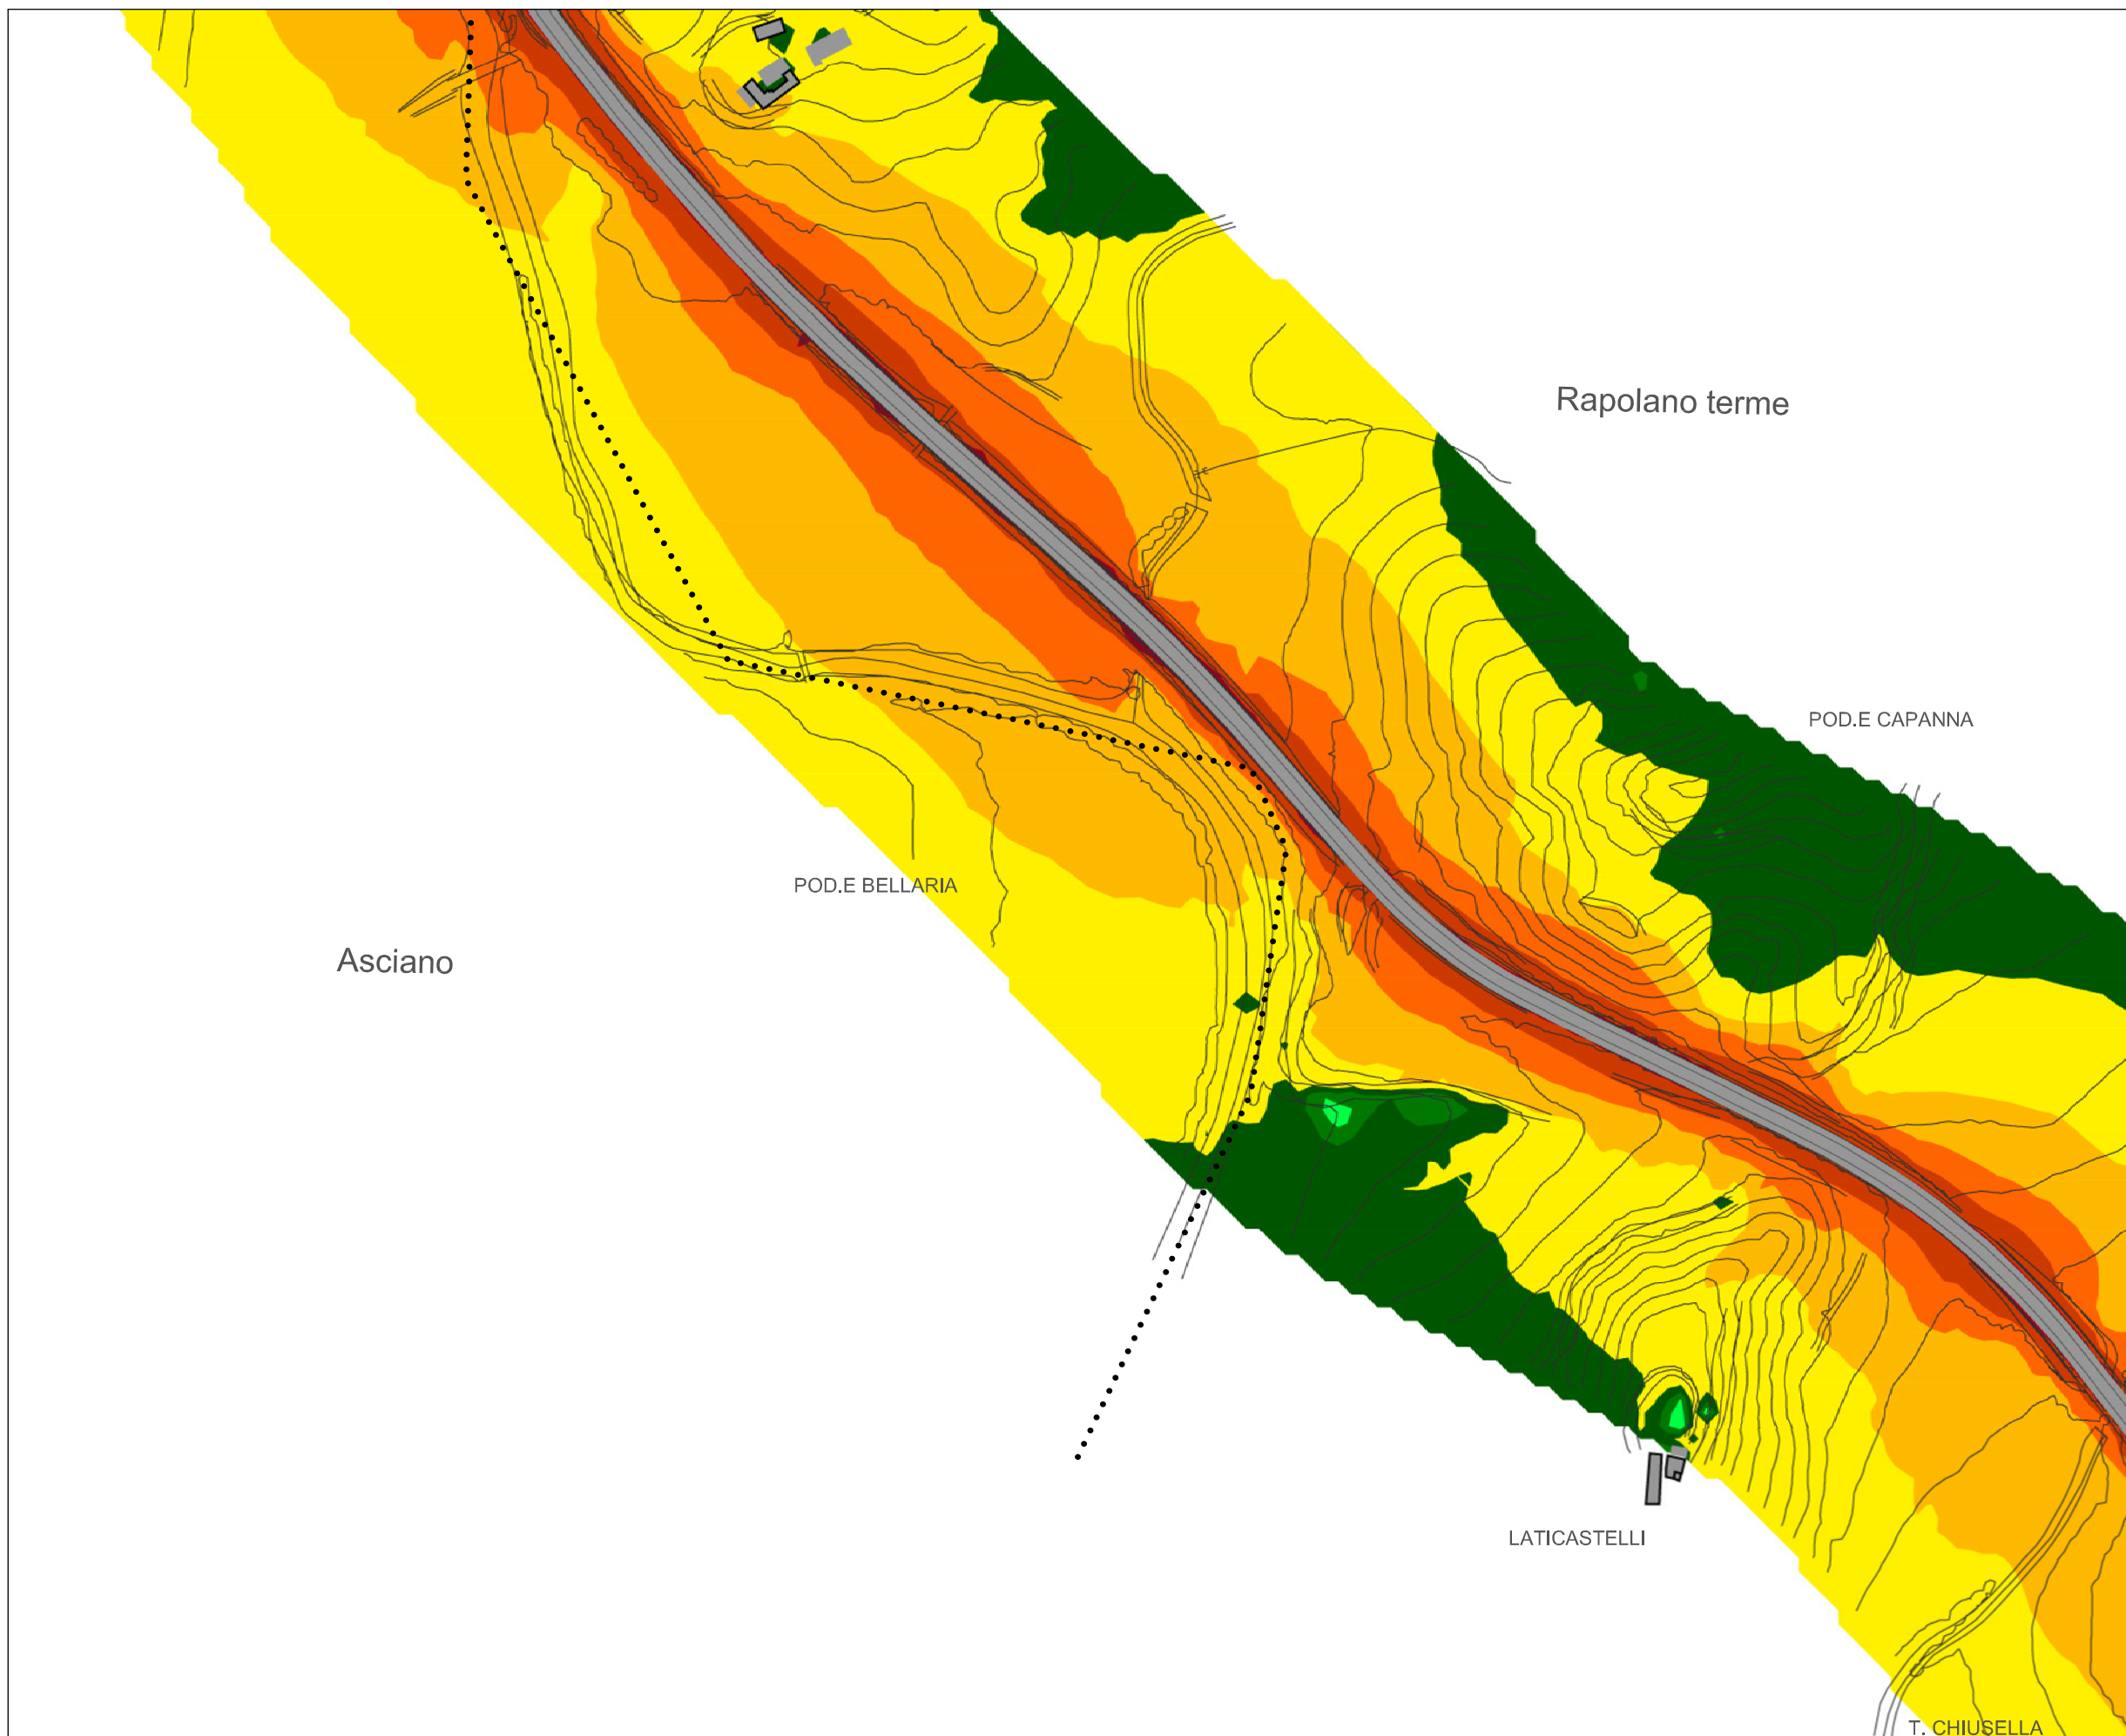 Rapolano terme
POD.E CAPANNA
POD.E BELLARIA
Asciano
LATICASTELLI
T. CHIUSELLA